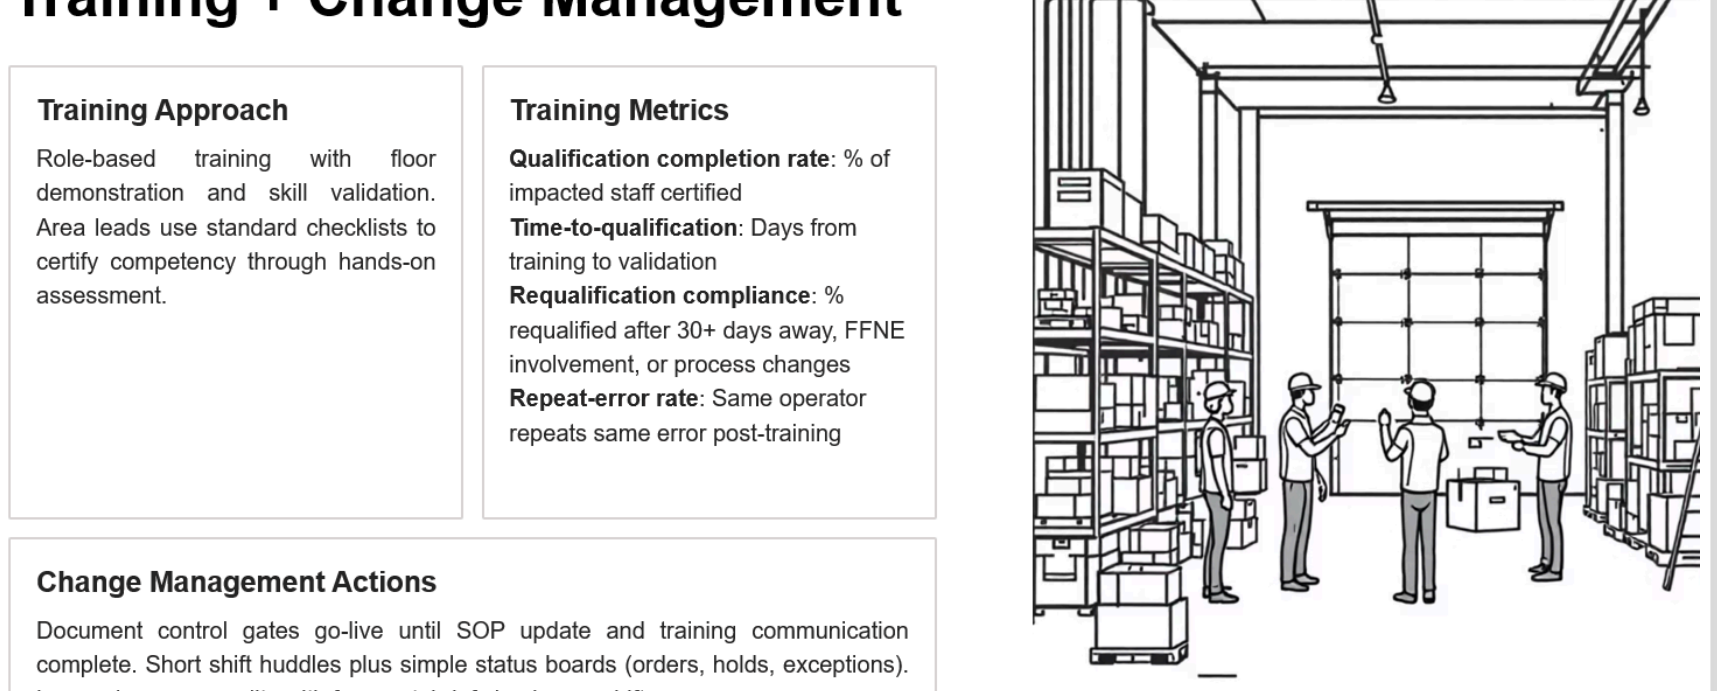 Training + Change Management
Training Approach
Role-based training with floor
demonstration and skill validation.
Area leads use standard checklists to
certify competency through hands-on
assessment.
Training Metrics
Qualification completion rate: % of
impacted staff certified
Time-to-qualification: Days from
training to validation
Requalification compliance: %
requalified after 30+ days away, FFNE
involvement, or process changes
Repeat-error rate: Same operator
repeats same error post-training
Change Management Actions
Document control gates go-live until SOP update and training communication
complete. Short shift huddles plus simple status boards (orders, holds, exceptions).